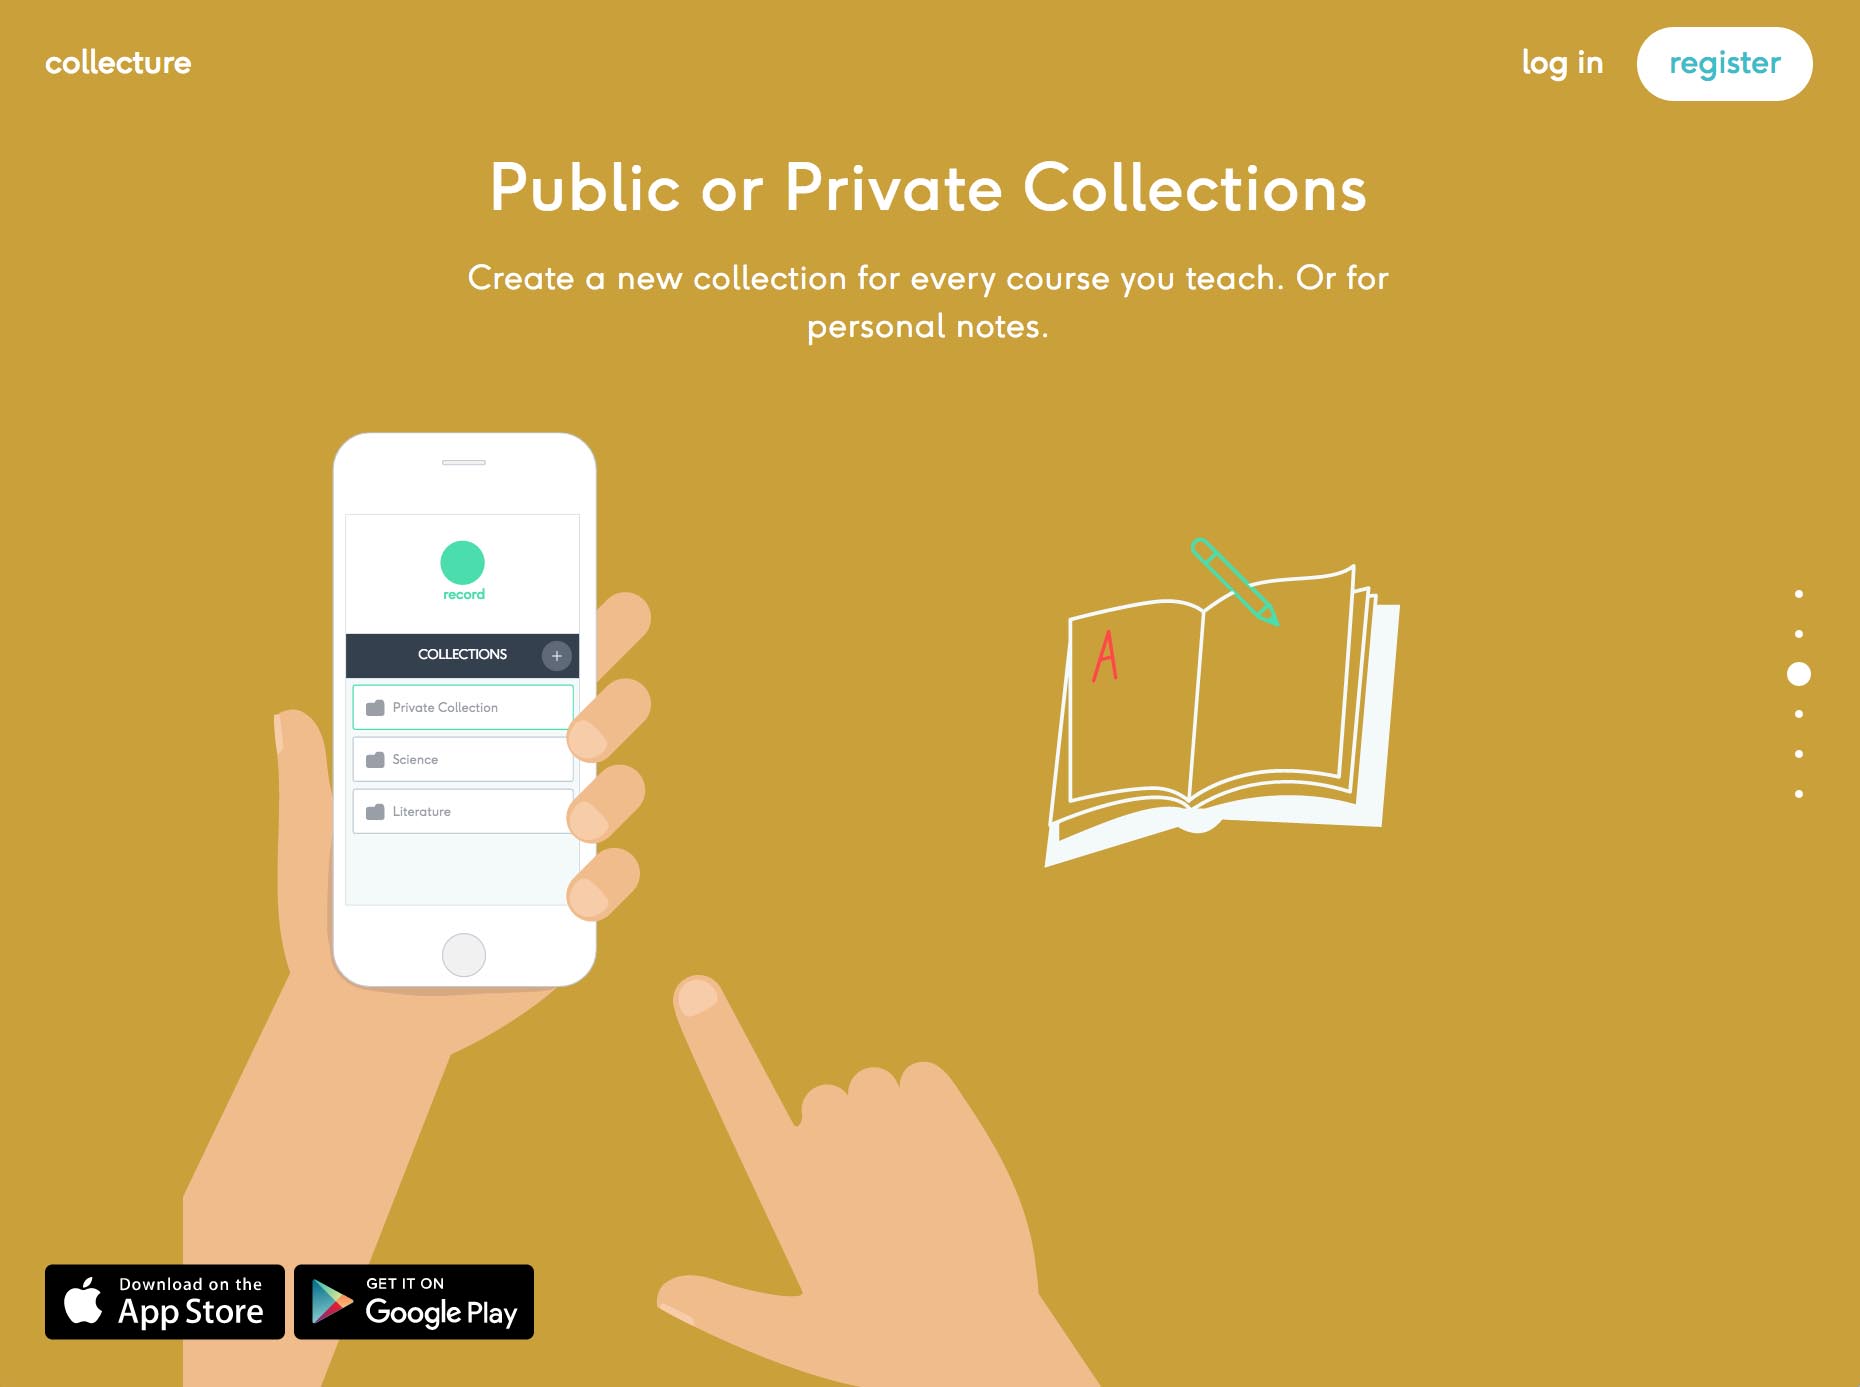 collecture
log in
register
Public or Private Collections
Create a new collection for every course you teach. Or for
personal notes.
record
COLLECTIONS
+
Private Collection
Science
Literature
A
Download on the
App Store
GET IT ON
Google Play